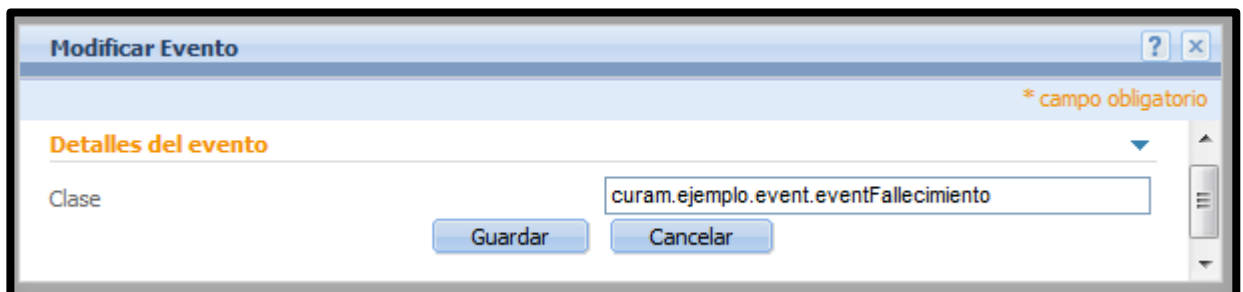 Modificar Evento ? x
* campo obligatorio
Detalles del evento
Clase curam.ejemplo.event.eventFallecimiento
Guardar Cancelar